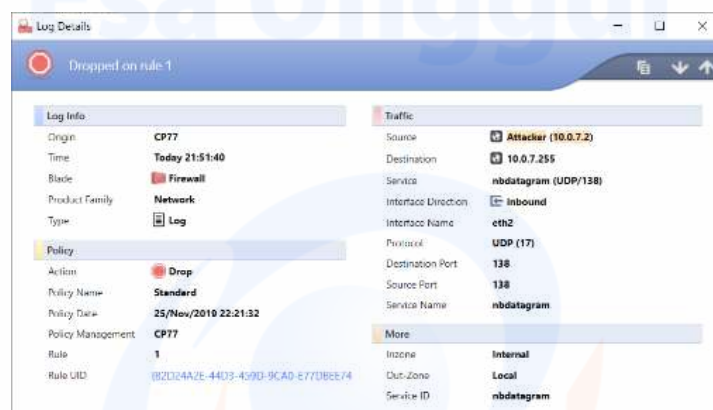 Esa Unggul
Log Details
Dropped on rule 1
Log Info
Origin CP77
Time Today 21:51:40
Blade Firewall
Product Family Network
Type Log
Policy
Action Drop
Policy Name Standard
Policy Date 25/Nov/2019 22:21:32
Policy Management CP77
Rule 1
Rule UID
Traffic
Source Attacker (10.0.7.2)
Destination 10.0.7.255
Service nbdatagram (UDP/138)
Interface Direction inbound
Interface Name eth2
Protocol UDP (17)
Destination Port 138
Source Port 138
Service Name nbdatagram
More
Inzone Internal
Out-Zone Local
Service ID nbdatagram